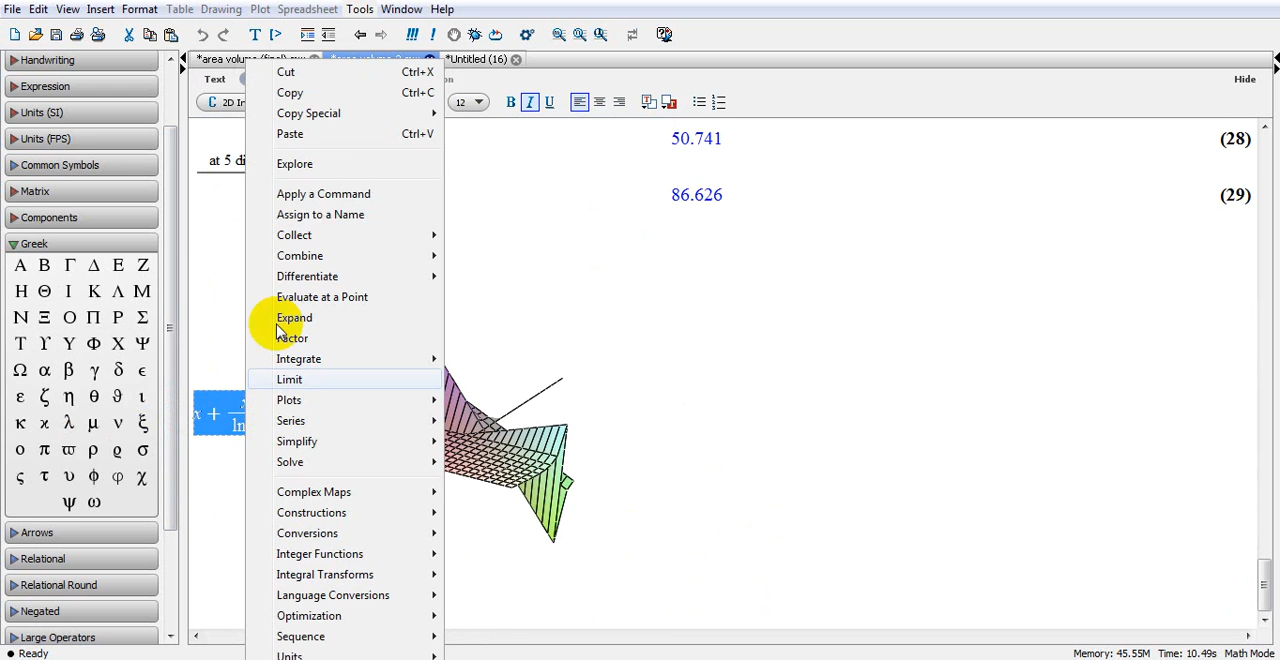 File Edit View Insert Format Table Drawing Plot Spreadsheet Tools Window Help
*area volume (final).mw
*Untitled (16)
Text
Hide
C 2D In
12
B I U
Handwriting
Expression
Units (SI)
Units (FPS)
Common Symbols
Matrix
Components
Greek
Α Β Γ Δ Ε Ζ
Η Θ Ι Κ Λ Μ
Ν Ξ Ο Π Ρ Σ
Τ ϒ Υ Φ Χ Ψ
Ω α β γ δ ϵ
ε ζ η θ ϑ ι
κ ϰ λ μ ν ξ
ο π ϖ ρ ϱ σ
ς τ υ ϕ φ χ
ψ ω
Arrows
Relational
Relational Round
Negated
Large Operators
Ready
Cut Ctrl+X
Copy Ctrl+C
Copy Special
Paste Ctrl+V
Explore
Apply a Command
Assign to a Name
Collect
Combine
Differentiate
Evaluate at a Point
Expand
Factor
Integrate
Limit
Plots
Series
Simplify
Solve
Complex Maps
Constructions
Conversions
Integer Functions
Integral Transforms
Language Conversions
Optimization
Sequence
Units
50.741 (28)
at 5 di
86.626 (29)
x +
ln
Memory: 45.55M Time: 10.49s Math Mode